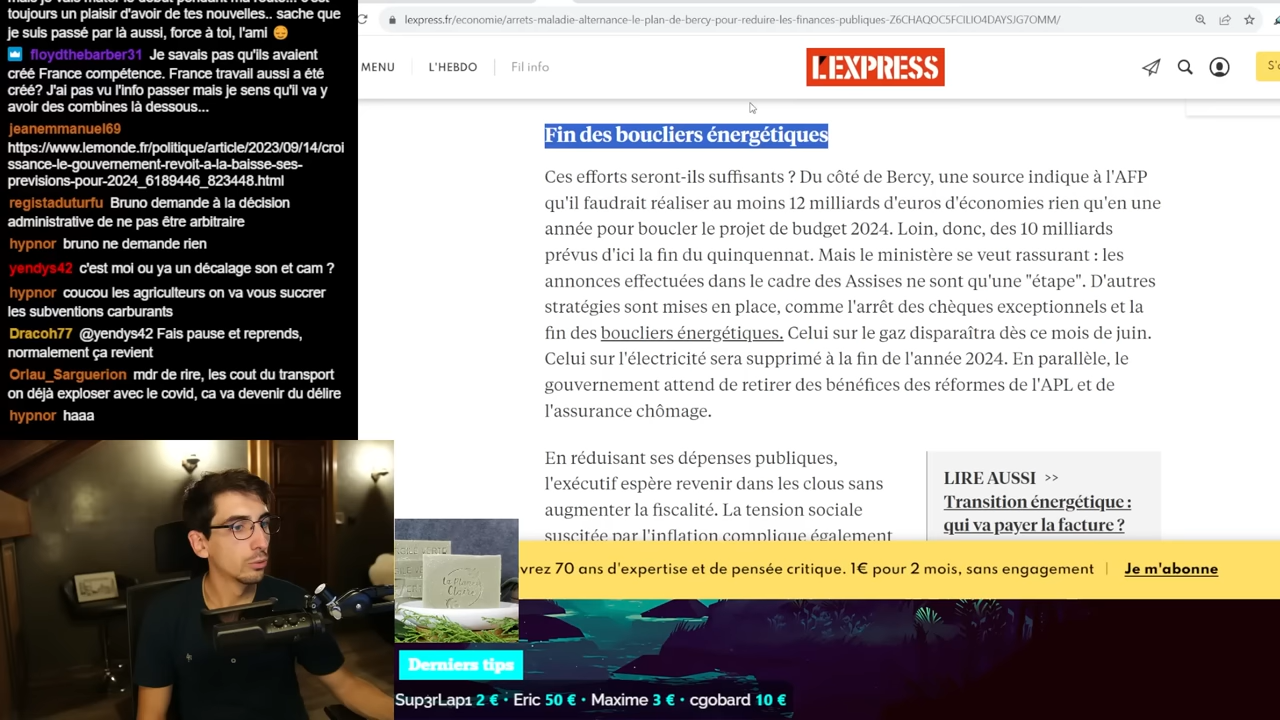 toujours un plaisir d'avoir de tes nouvelles.. sache que
je suis passé par là aussi, force à toi, l'ami
floydthebarber31 Je savais pas qu'ils avaient
créé France compétence. France travail aussi a été
créé? J'ai pas vu l'info passer mais je sens qu'il va y
avoir des combines là dessous...
jeanemmanuel69
https://www.lemonde.fr/politique/article/2023/09/14/croi
ssance-le-gouvernement-revoit-a-la-baisse-ses-
previsions-pour-2024_6189446_823448.html
registaduturfu Bruno demande à la décision
administrative de ne pas être arbitraire
hypnor bruno ne demande rien
yendys42 c'est moi ou ya un décalage son et cam ?
hypnor coucou les agriculteurs on va vous succrer
les subventions carburants
Dracoh77 @yendys42 Fais pause et reprends,
normalement ça revient
Orlau_Sarguerion mdr de rire, les cout du transport
on déjà exploser avec le covid, ca va devenir du délire
hypnor haaa
lexpress.fr/economie/arrets-maladie-alternance-le-plan-de-bercy-pour-reduire-les-finances-publiques-Z6CHAQOC5FCILIO4DAYSJG7OMM/
MENU
L'HEBDO
Fil info
L'EXPRESS
Fin des boucliers énergétiques
Ces efforts seront-ils suffisants ? Du côté de Bercy, une source indique à l'AFP
qu'il faudrait réaliser au moins 12 milliards d'euros d'économies rien qu'en une
année pour boucler le projet de budget 2024. Loin, donc, des 10 milliards
prévus d'ici la fin du quinquennat. Mais le ministère se veut rassurant : les
annonces effectuées dans le cadre des Assises ne sont qu'une "étape". D'autres
stratégies sont mises en place, comme l'arrêt des chèques exceptionnels et la
fin des boucliers énergétiques. Celui sur le gaz disparaîtra dès ce mois de juin.
Celui sur l'électricité sera supprimé à la fin de l'année 2024. En parallèle, le
gouvernement attend de retirer des bénéfices des réformes de l'APL et de
l'assurance chômage.
En réduisant ses dépenses publiques,
l'exécutif espère revenir dans les clous sans
augmenter la fiscalité. La tension sociale
suscitée par l'inflation complique également
LIRE AUSSI >>
Transition énergétique :
qui va payer la facture ?
vrez 70 ans d'expertise et de pensée critique. 1€ pour 2 mois, sans engagement
Je m'abonne
Derniers tips
Sup3rLap1 2 € • Eric 50 € • Maxime 3 € • cgobard 10 €